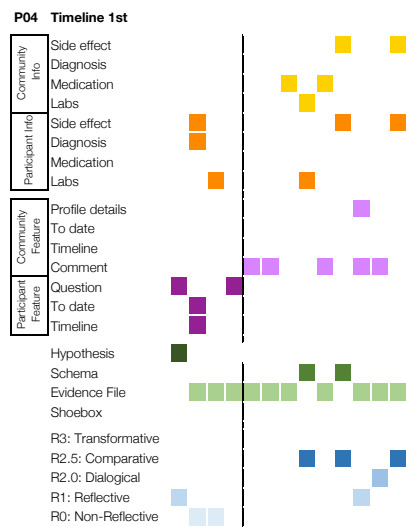 P04 Timeline 1st
Community Info
Side effect
Diagnosis
Medication
Labs
Participant Info
Side effect
Diagnosis
Medication
Labs
Community Feature
Profile details
To date
Timeline
Comment
Participant Feature
Question
To date
Timeline
Hypothesis
Schema
Evidence File
Shoebox
R3: Transformative
R2.5: Comparative
R2.0: Dialogical
R1: Reflective
R0: Non-Reflective